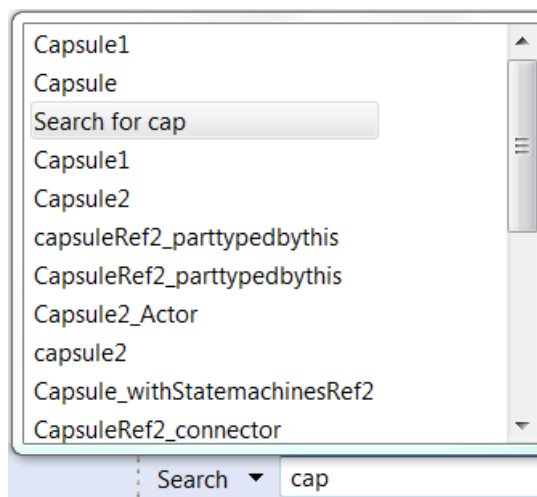 Capsule1
Capsule
Search for cap
Capsule1
Capsule2
capsuleRef2_parttypedbythis
CapsuleRef2_parttypedbythis
Capsule2_Actor
capsule2
Capsule_withStatemachinesRef2
CapsuleRef2_connector
Search cap